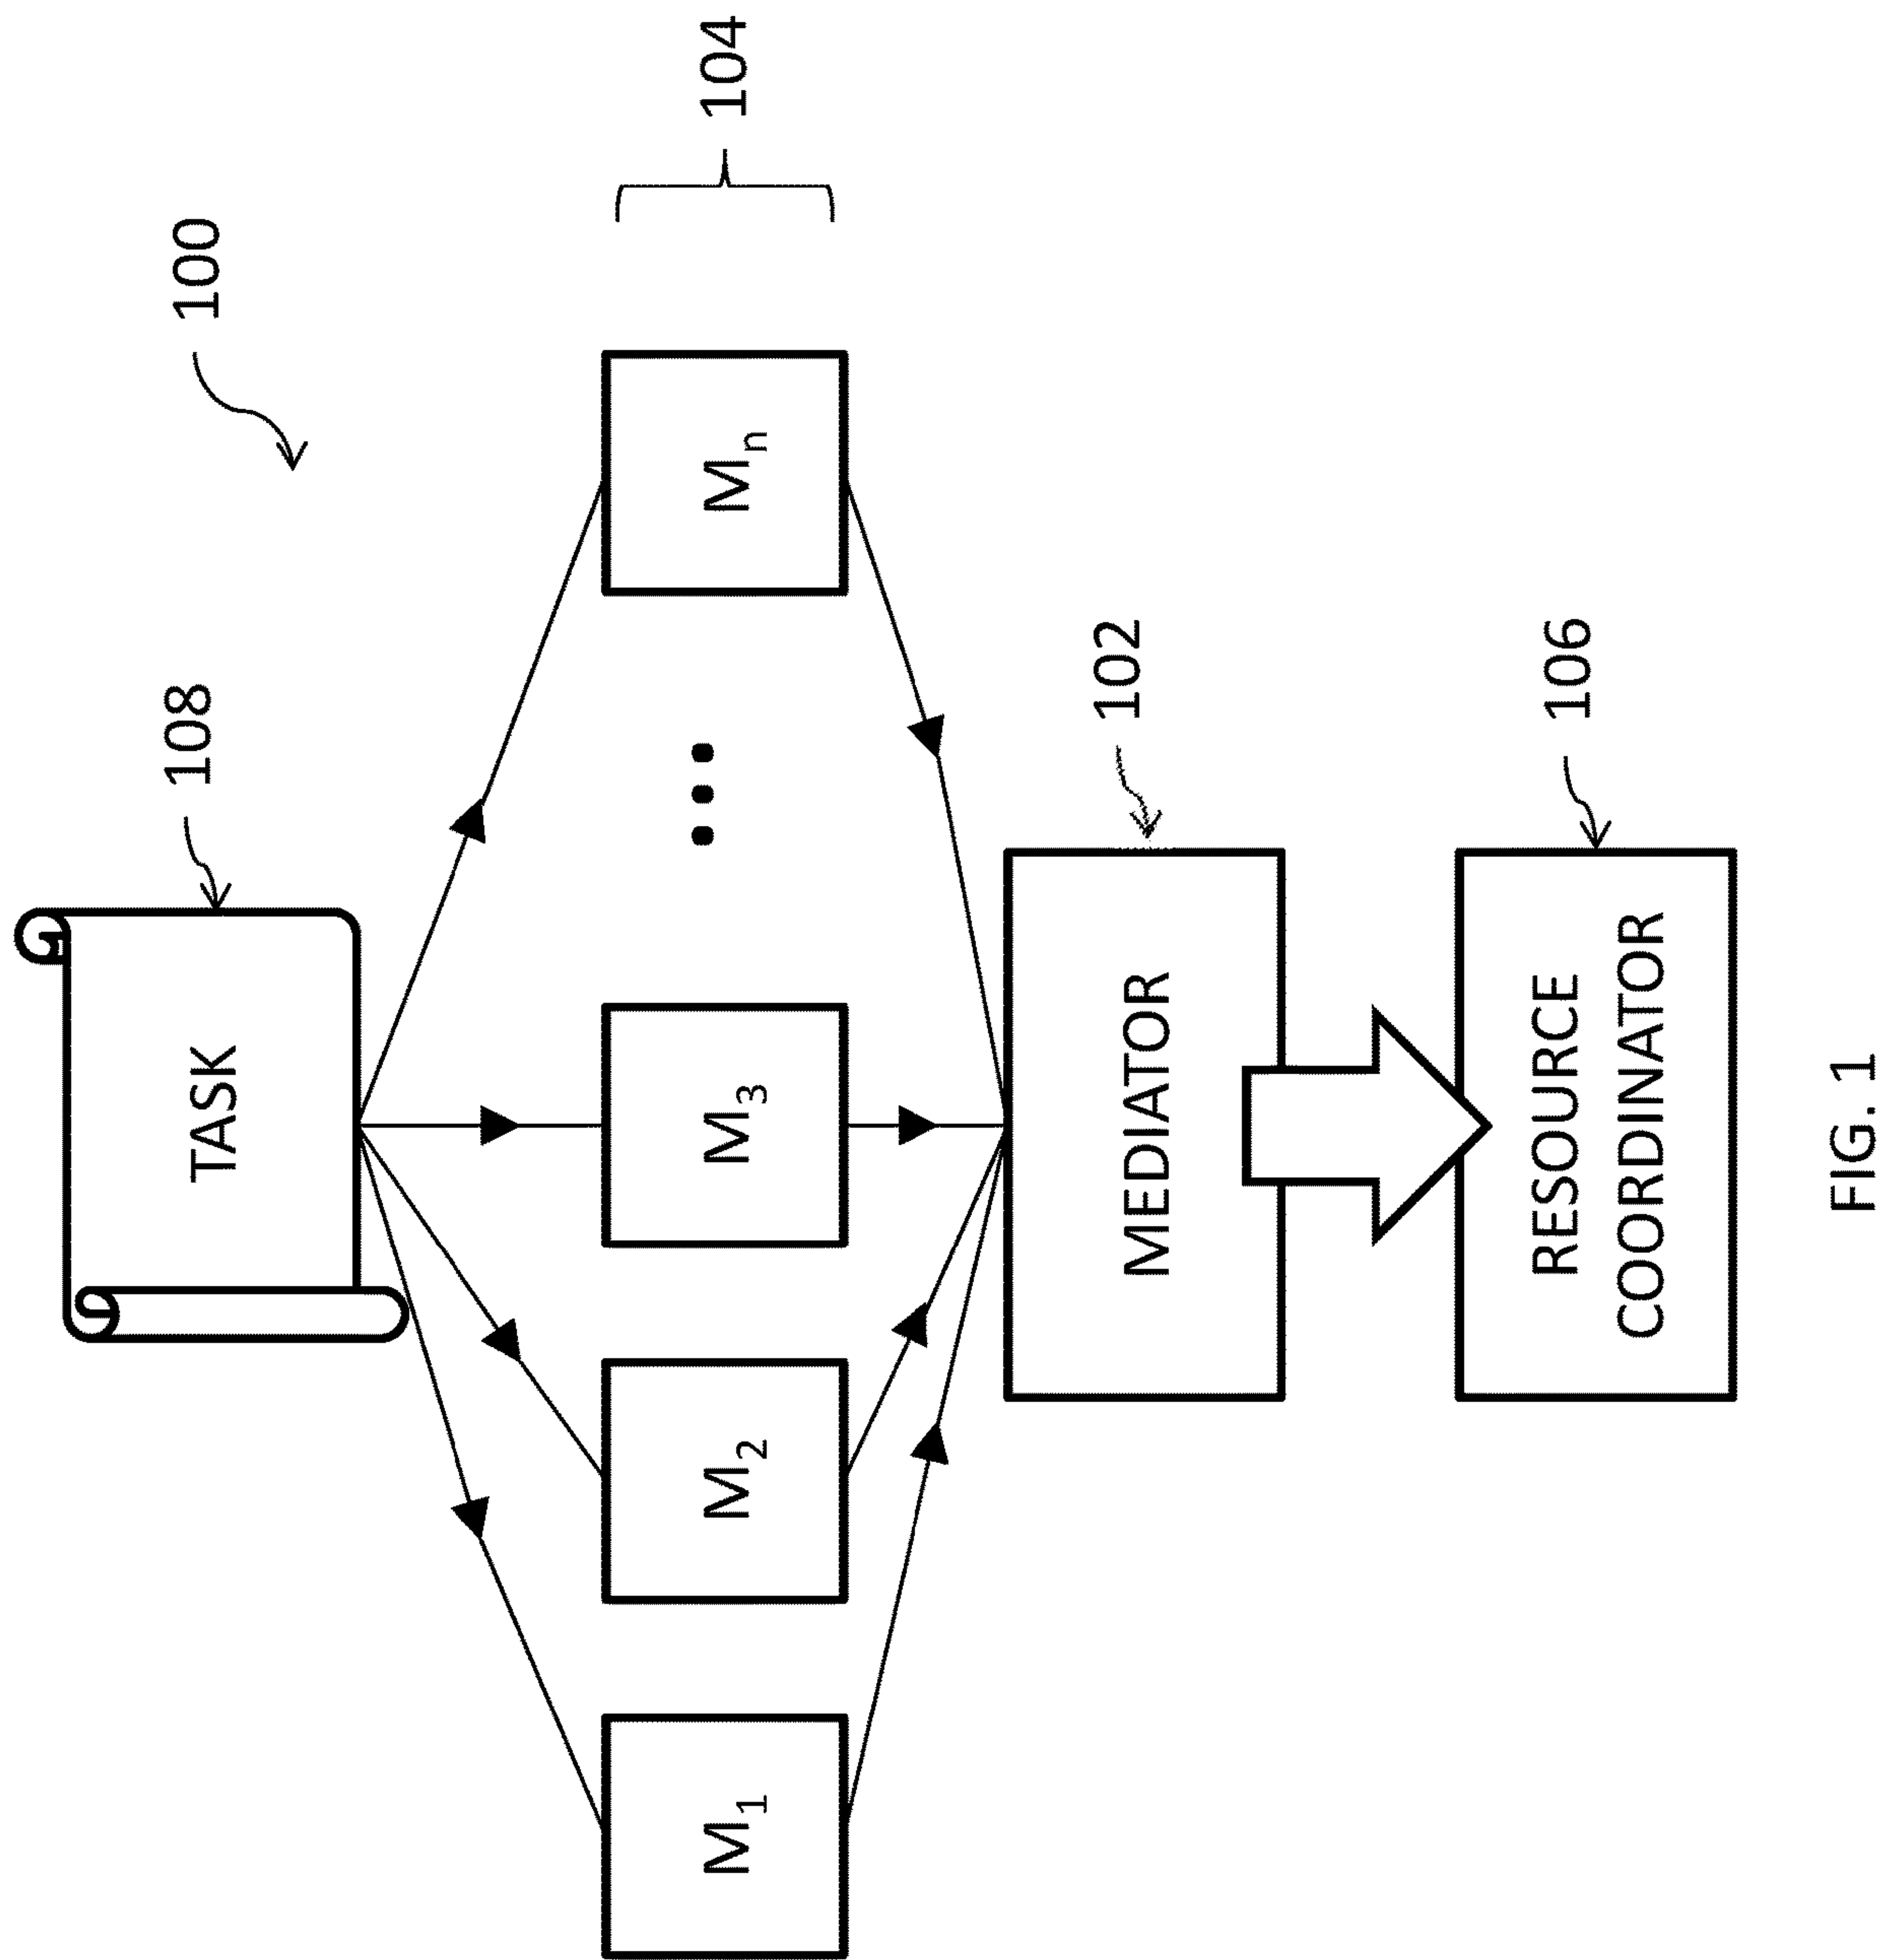 100
108
TASK
104
M1
M2
M3
...
Mn
102
MEDIATOR
106
RESOURCE
COORDINATOR
FIG. 1